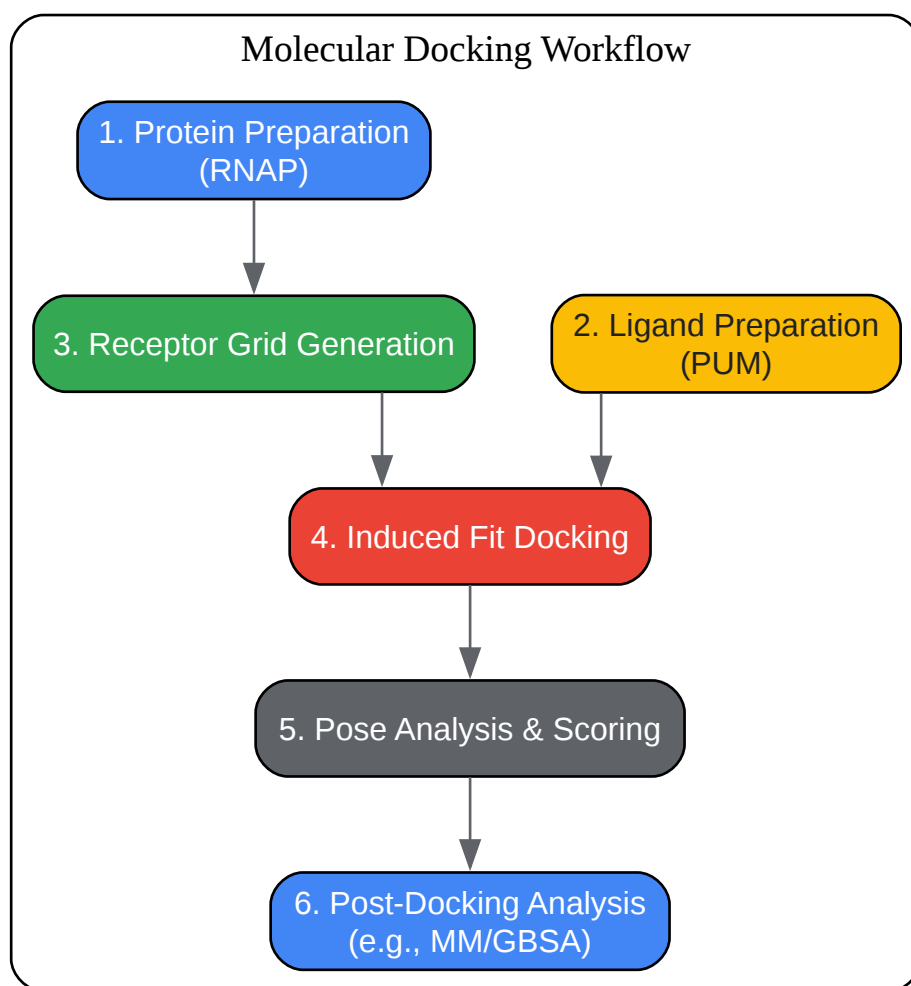 Molecular Docking Workflow
1. Protein Preparation
(RNAP)
3. Receptor Grid Generation
2. Ligand Preparation
(PUM)
4. Induced Fit Docking
5. Pose Analysis & Scoring
6. Post-Docking Analysis
(e.g., MM/GBSA)